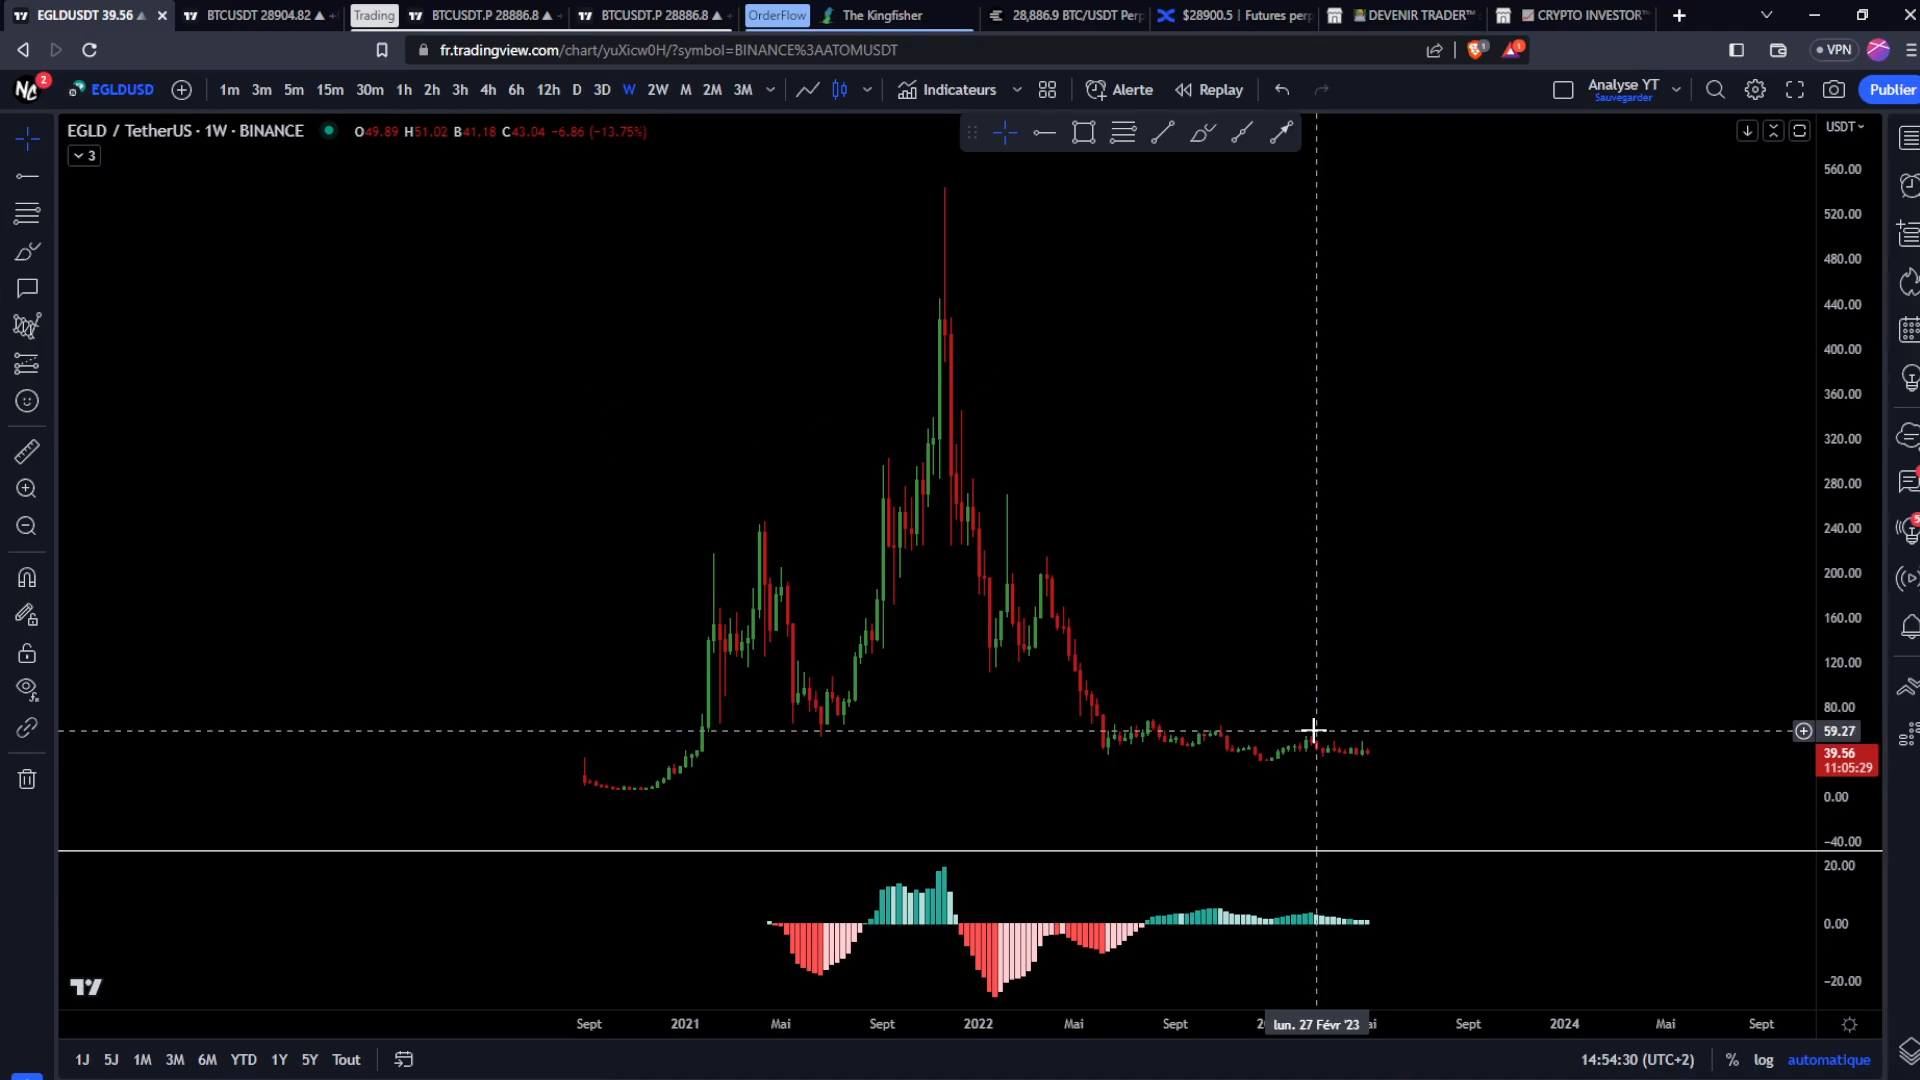 EGLDUSDT 39.56
BTCUSDT 28904.82
Trading
BTCUSDT.P 28886.8
BTCUSDT.P 28886.8
OrderFlow
The Kingfisher
28,886.9 BTC/USDT Perp
$28900.5 | Futures perp
DEVENIR TRADER™
CRYPTO INVESTOR™
fr.tradingview.com/chart/yuXicw0H/?symbol=BINANCE%3AATOMUSDT
1
1
VPN
2
EGLDUSD
1m 3m 5m 15m 30m 1h 2h 3h 4h 6h 12h D 3D W 2W M 2M 3M
Indicateurs
Alerte
Replay
Analyse YT
Sauvegarder
Publier
EGLD / TetherUS · 1W · BINANCE
O49.89 H51.02 B41.18 C43.04 −6.86 (−13.75%)
3
USDT
560.00
520.00
480.00
440.00
400.00
360.00
320.00
280.00
240.00
200.00
160.00
120.00
80.00
59.27
39.56
11:05:29
0.00
−40.00
20.00
0.00
−20.00
Sept 2021 Mai Sept 2022 Mai Sept lun. 27 Févr '23 Sept 2024 Mai Sept
1J 5J 1M 3M 6M YTD 1Y 5Y Tout
14:54:30 (UTC+2)
% log automatique